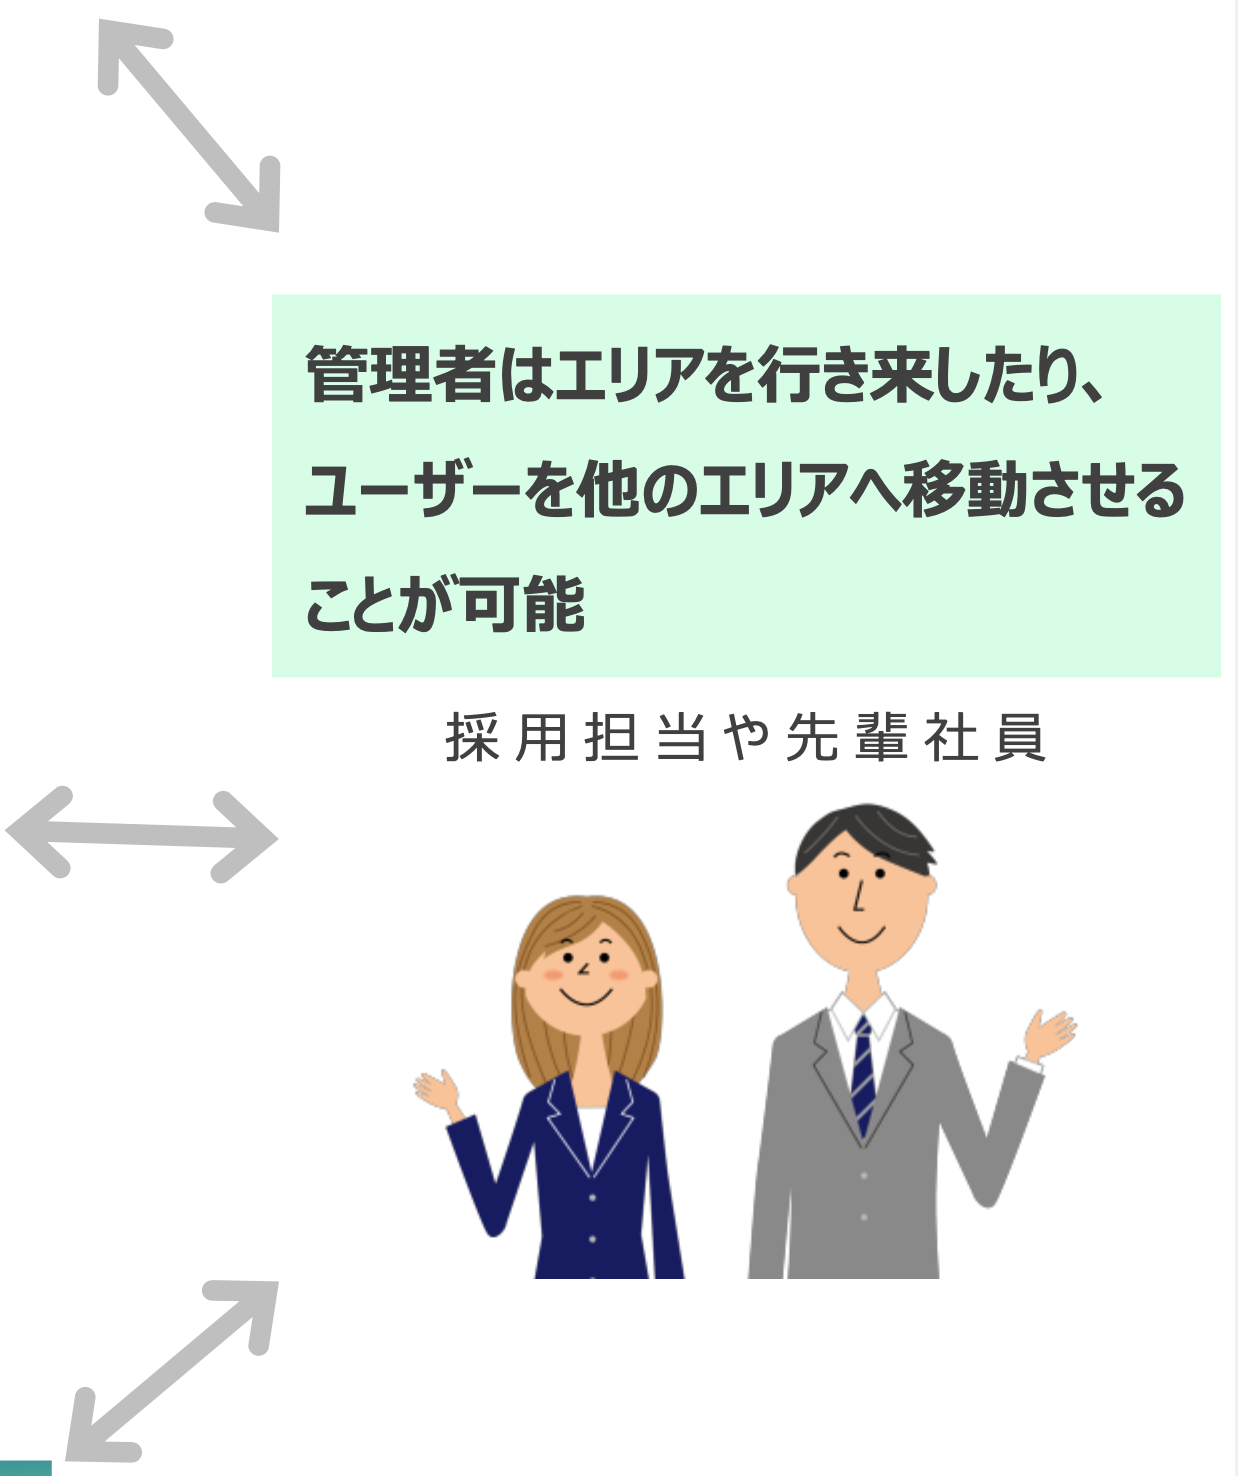 管理者はエリアを行き来したり、
ユーザーを他のエリアへ移動させる
ことが可能
採用担当や先輩社員